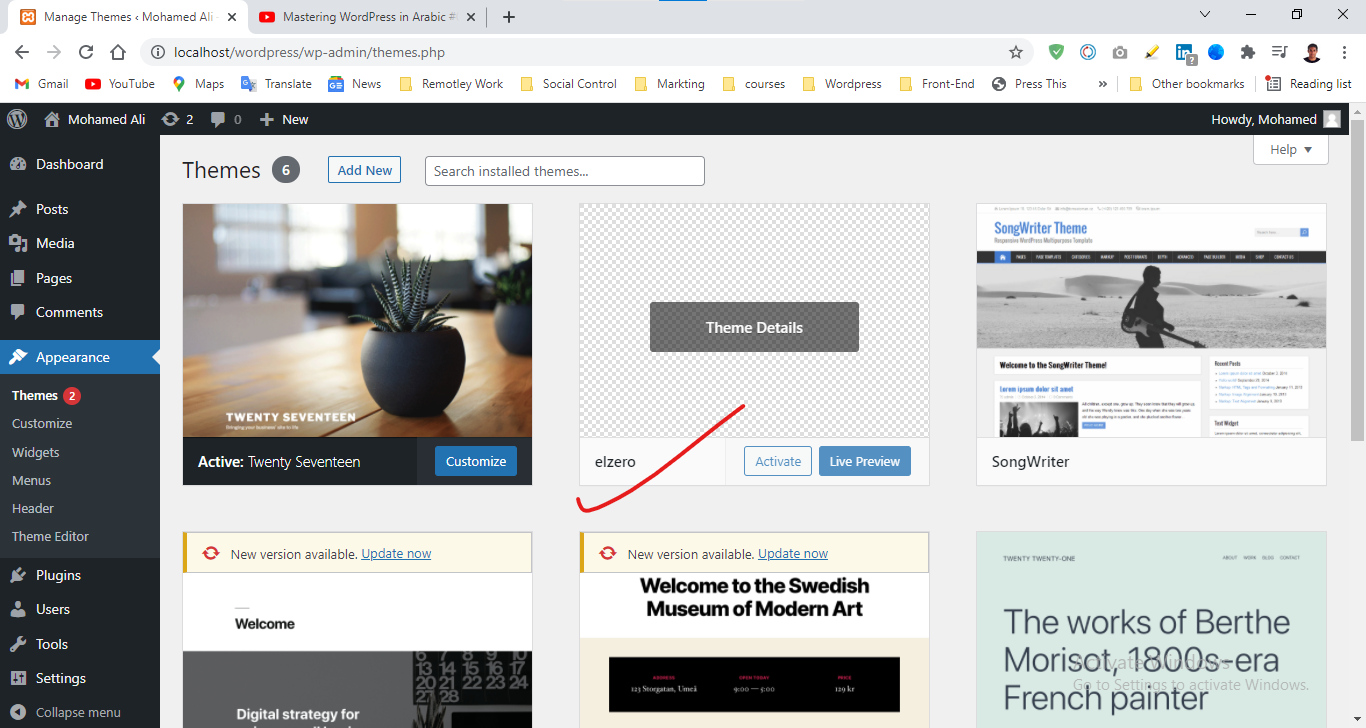 Manage Themes ‹ Mohamed Ali -
Mastering WordPress in Arabic #
localhost/wordpress/wp-admin/themes.php
Gmail
YouTube
Maps
Translate
News
Remotley Work
Social Control
Markting
courses
Wordpress
Front-End
Press This
»
Other bookmarks
Reading list
Mohamed Ali
2
0
New
Howdy, Mohamed
Dashboard
Posts
Media
Pages
Comments
Appearance
Themes 2
Customize
Widgets
Menus
Header
Theme Editor
Plugins
Users
Tools
Settings
Collapse menu
Themes 6
Add New
Search installed themes...
Help
TWENTY SEVENTEEN
Bringing your business' site to life
Active: Twenty Seventeen
Customize
Theme Details
elzero
Activate
Live Preview
SongWriter Theme
Responsive WordPress Multipurpose Template
Welcome to the SongWriter Theme!
Recent Posts
Lorem ipsum dolor sit amet
Text Widget
SongWriter
New version available. Update now
Welcome
Digital strategy for
New version available. Update now
Welcome to the Swedish
Museum of Modern Art
ADDRESS
123 Storgatan, Umeå
OPEN TODAY
9:00 — 5:00
PRICE
129 kr
TWENTY TWENTY-ONE
ABOUT WORK BLOG CONTACT
The works of Berthe
Morisot, 1800s-era
French painter
Activate Windows
Go to Settings to activate Windows.